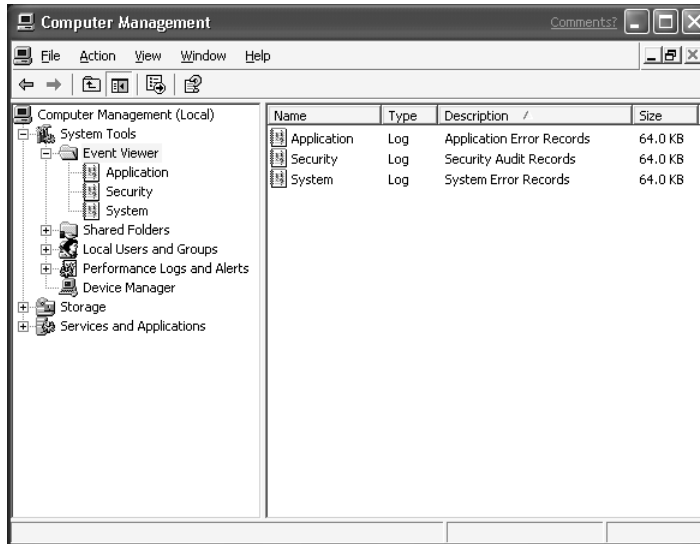 Computer Management
Comments?
File Action View Window Help
Computer Management (Local)
System Tools
Event Viewer
Application
Security
System
Shared Folders
Local Users and Groups
Performance Logs and Alerts
Device Manager
Storage
Services and Applications
Name Type Description Size
Application Log Application Error Records 64.0 KB
Security Log Security Audit Records 64.0 KB
System Log System Error Records 64.0 KB